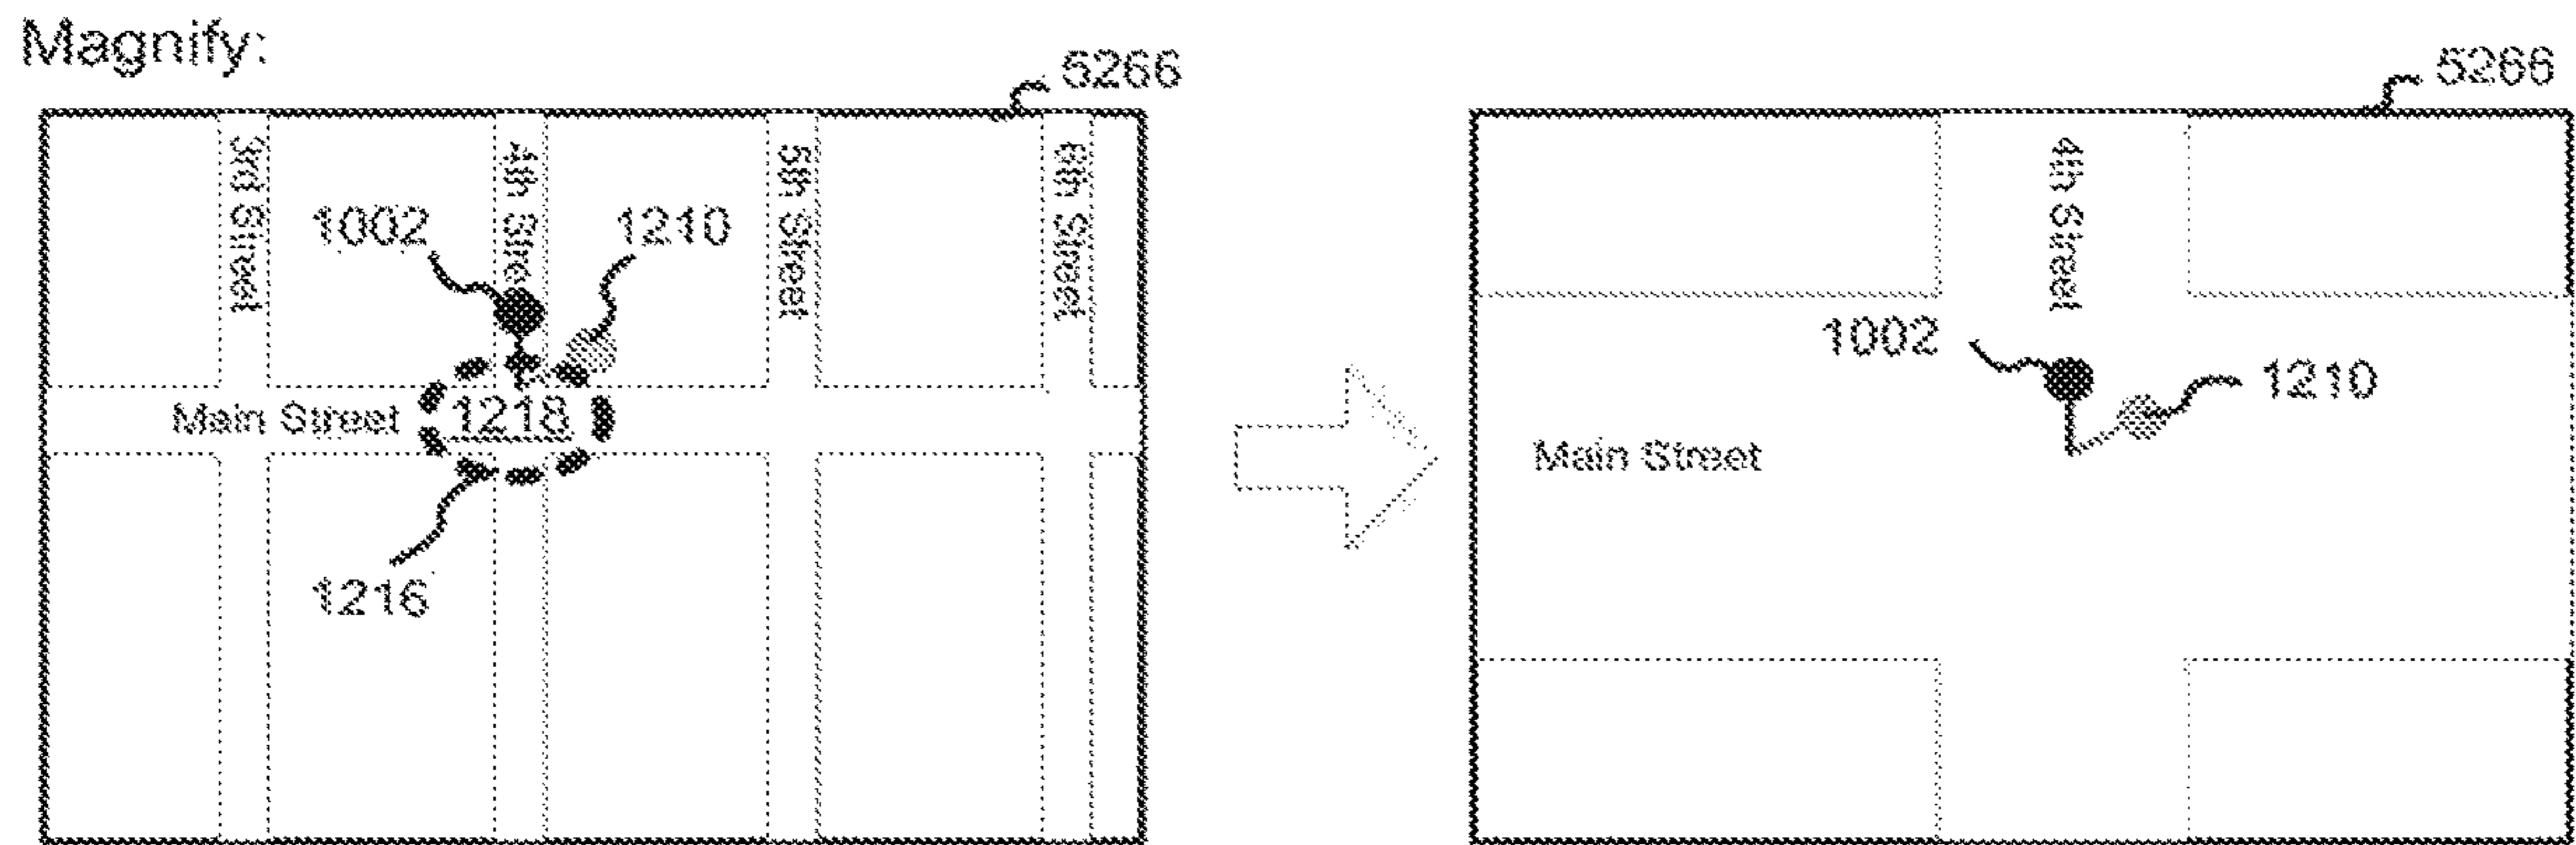 Magnify:
5266
3rd Street
4th Street
5th Street
6th Street
1002
1210
Main Street
1218
1216
5266
4th Street
1002
1210
Main Street